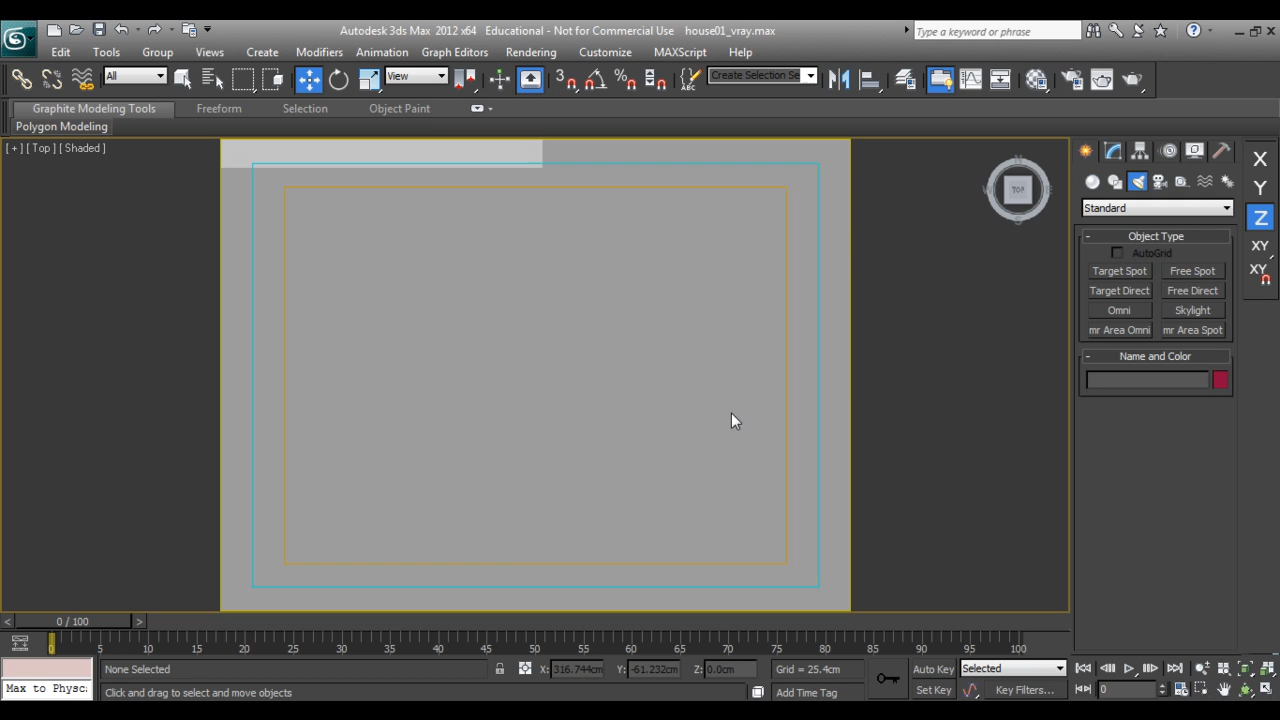 Autodesk 3ds Max 2012 x64 Educational - Not for Commercial Use house01_vray.max
Type a keyword or phrase
Edit Tools Group Views Create Modifiers Animation Graph Editors Rendering Customize MAXScript Help
All View 3 Create Selection Se
Graphite Modeling Tools Freeform Selection Object Paint
Polygon Modeling
[ + ] [ Top ] [ Shaded ]
TOP
X
Y
Z
XY
XY
Standard
- Object Type
AutoGrid
Target Spot Free Spot
Target Direct Free Direct
Omni Skylight
mr Area Omni mr Area Spot
- Name and Color
< 0 / 100 >
0 5 10 15 20 25 30 35 40 45 50 55 60 65 70 75 80 85 90 95 100
None Selected X: 316.744cm Y: -61.232cm Z: 0.0cm Grid = 25.4cm Auto Key Selected
Max to Physc Click and drag to select and move objects Add Time Tag Set Key Key Filters... 0